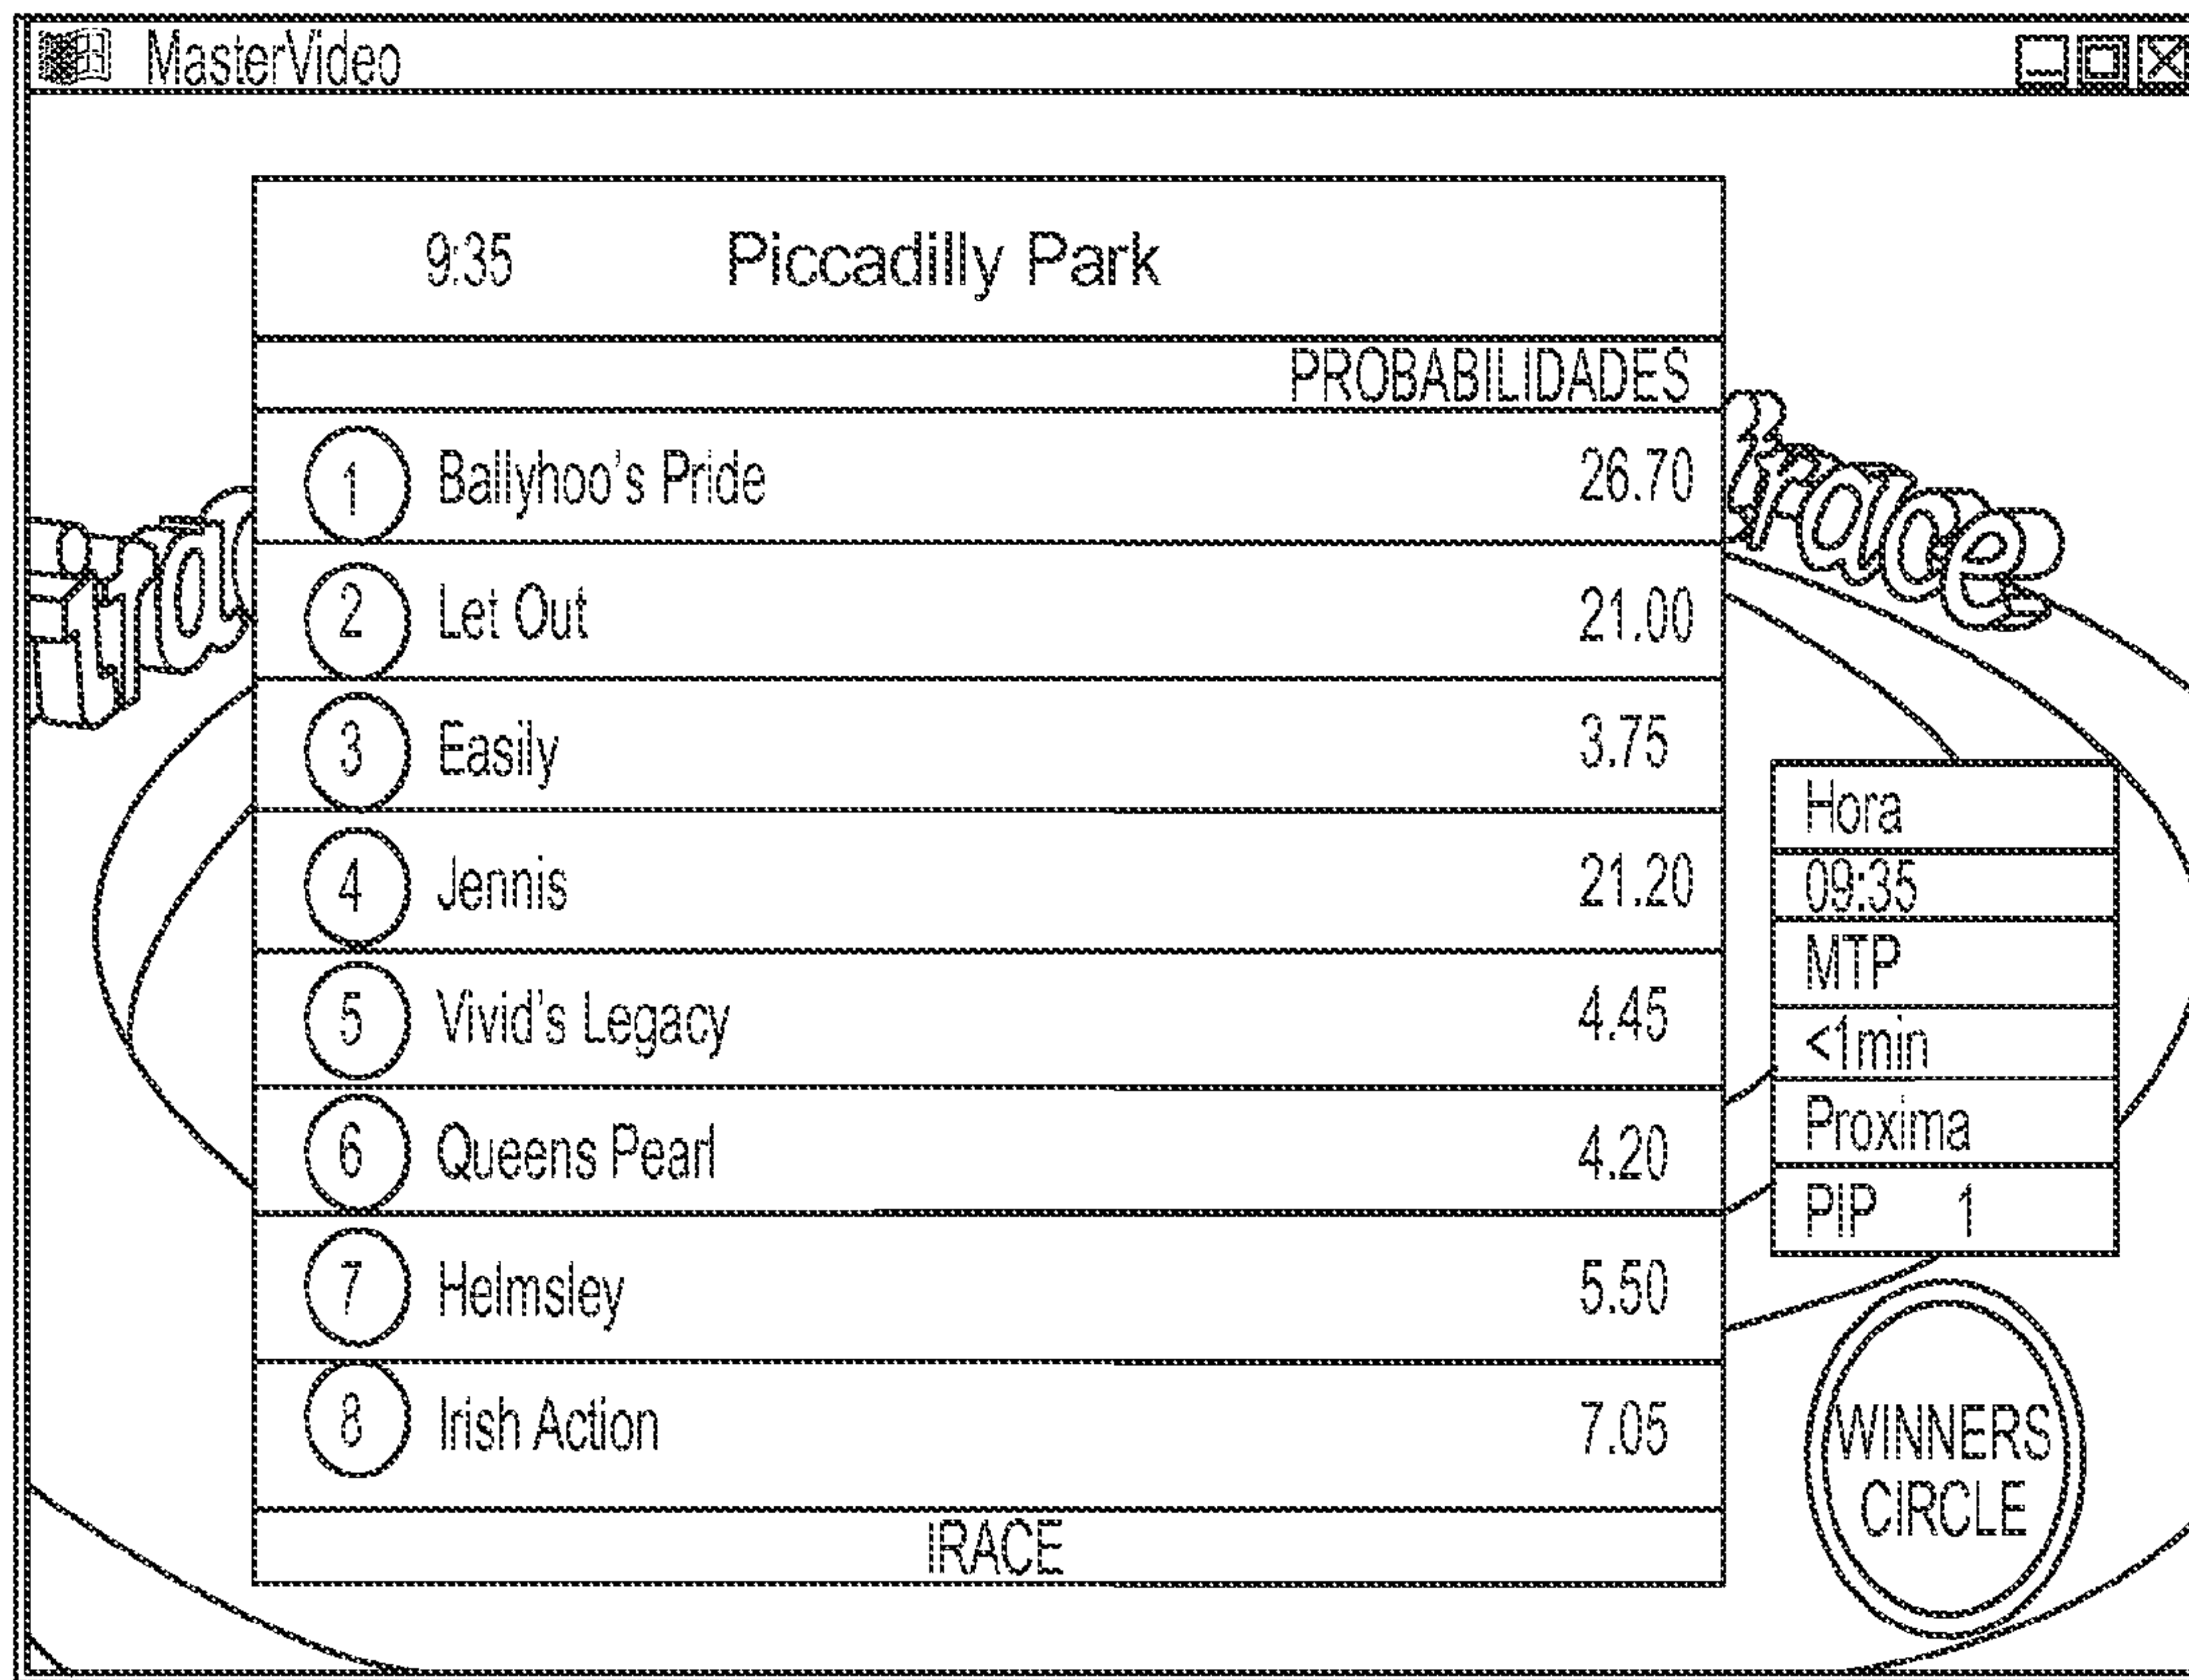 MasterVideo
9:35 Piccadilly Park
PROBABILIDADES
1 Ballyhoo's Pride 26.70
2 Let Out 21.00
3 Easily 3.75
4 Jennis 21.20
5 Vivid's Legacy 4.45
6 Queens Pearl 4.20
7 Helmsley 5.50
8 Irish Action 7.05
IRACE
Hora
09:35
MTP
<1min
Proxima
PIP 1
WINNERS
CIRCLE